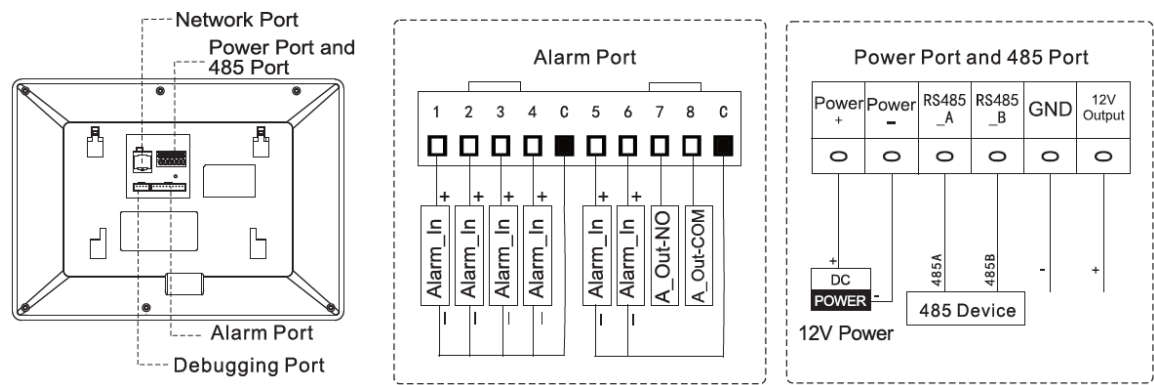 Network Port
Power Port and
485 Port
Alarm Port
Debugging Port
Alarm Port
1 2 3 4 C 5 6 7 8 C
+ + + + + +
Alarm_In Alarm_In Alarm_In Alarm_In Alarm_In Alarm_In A_Out-NO A_Out-COM
- - - - - -
Power Port and 485 Port
Power + Power - RS485 _A RS485 _B GND 12V Output
485A 485B - +
+
DC
POWER -
485 Device
12V Power